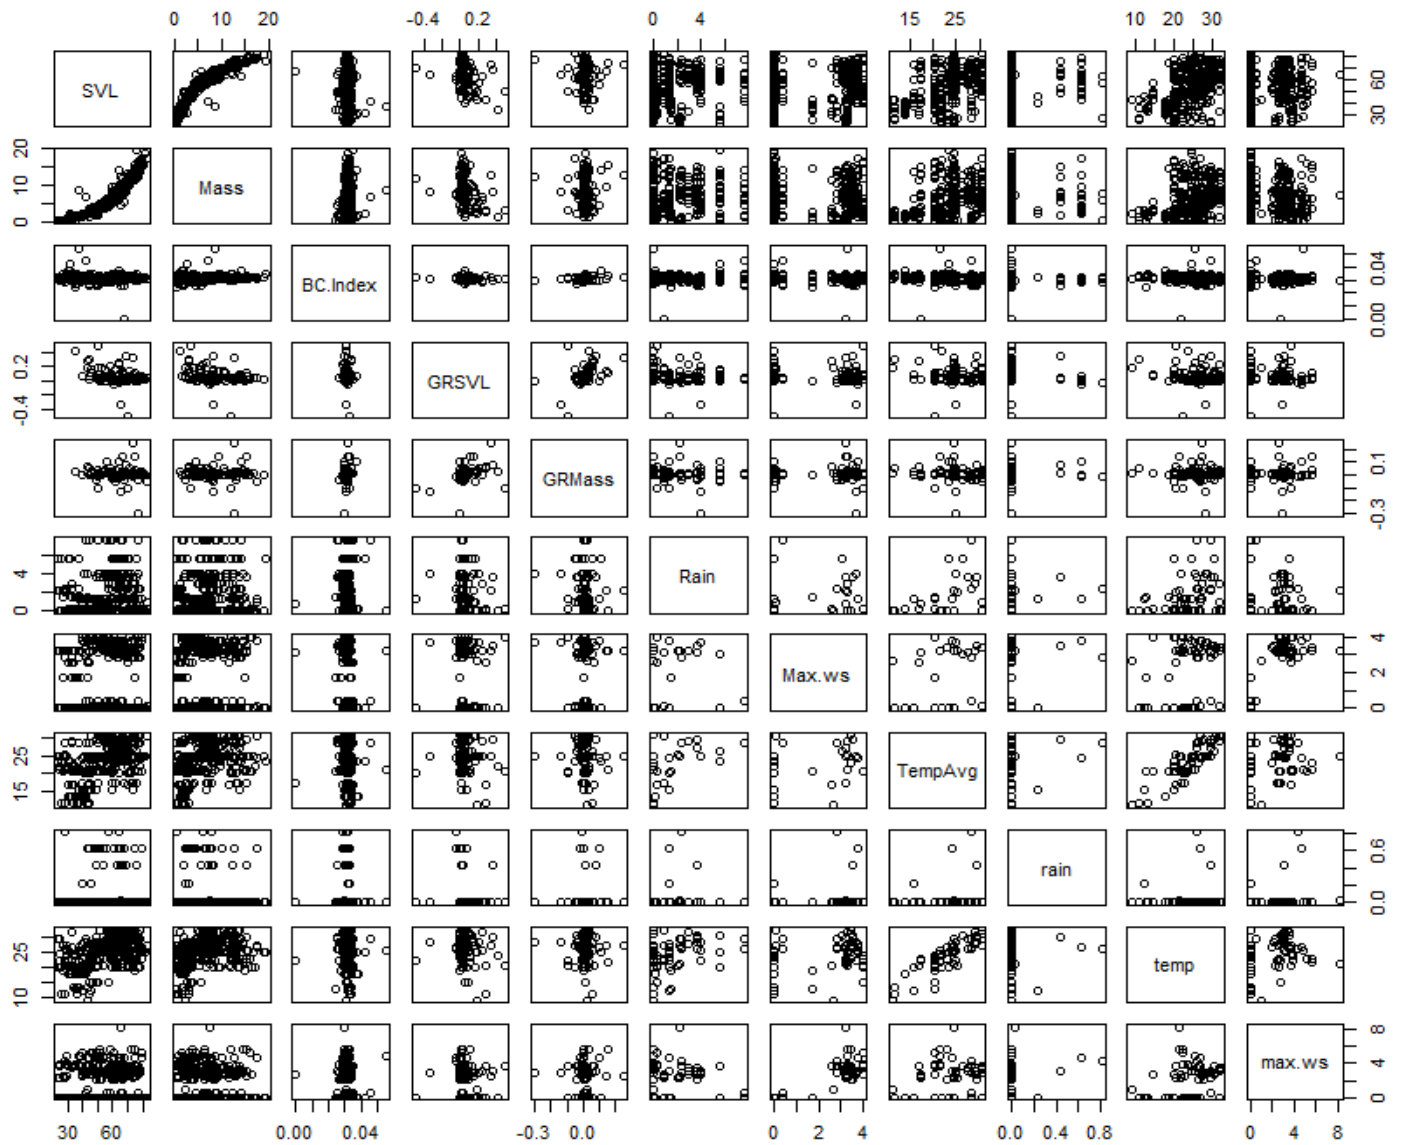 0 10 20 -0.4 0.2 0 4 15 25 10 20 30
SVL 30 60
0 10 20 Mass
BC.Index 0.00 0.04
-0.4 0.2 GRSVL
GRMass -0.3 0.1
0 4 Rain
Max.ws 0 2 4
15 25 TempAvg
rain 0.0 0.6
10 25 temp
max.ws 0 4 8
30 60 0.00 0.04 -0.3 0.0 0 2 4 0.0 0.4 0.8 0 4 8